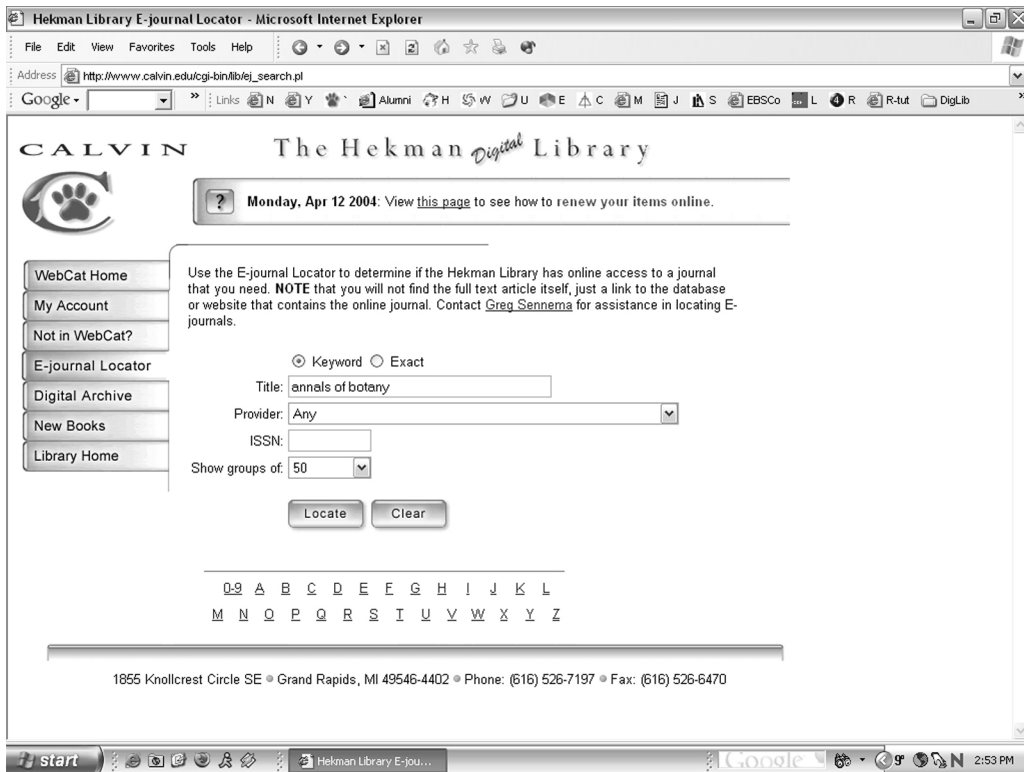 Hekman Library E-journal Locator - Microsoft Internet Explorer
File Edit View Favorites Tools Help
Address http://www.calvin.edu/cgi-bin/lib/ej_search.pl
Google Links N Y Alumni H W U E C M J S EBSCo L R R-tut DigLib
CALVIN The Hekman Digital Library
? Monday, Apr 12 2004: View this page to see how to renew your items online.
WebCat Home
My Account
Not in WebCat?
E-journal Locator
Digital Archive
New Books
Library Home
Use the E-journal Locator to determine if the Hekman Library has online access to a journal
that you need. NOTE that you will not find the full text article itself, just a link to the database
or website that contains the online journal. Contact Greg Sennema for assistance in locating E-
journals.
Keyword Exact
Title: annals of botany
Provider: Any
ISSN:
Show groups of: 50
Locate Clear
0-9 A B C D E F G H I J K L
M N O P Q R S T U V W X Y Z
1855 Knollcrest Circle SE Grand Rapids, MI 49546-4402 Phone: (616) 526-7197 Fax: (616) 526-6470
start Hekman Library E-jou... Google 9° N 2:53 PM